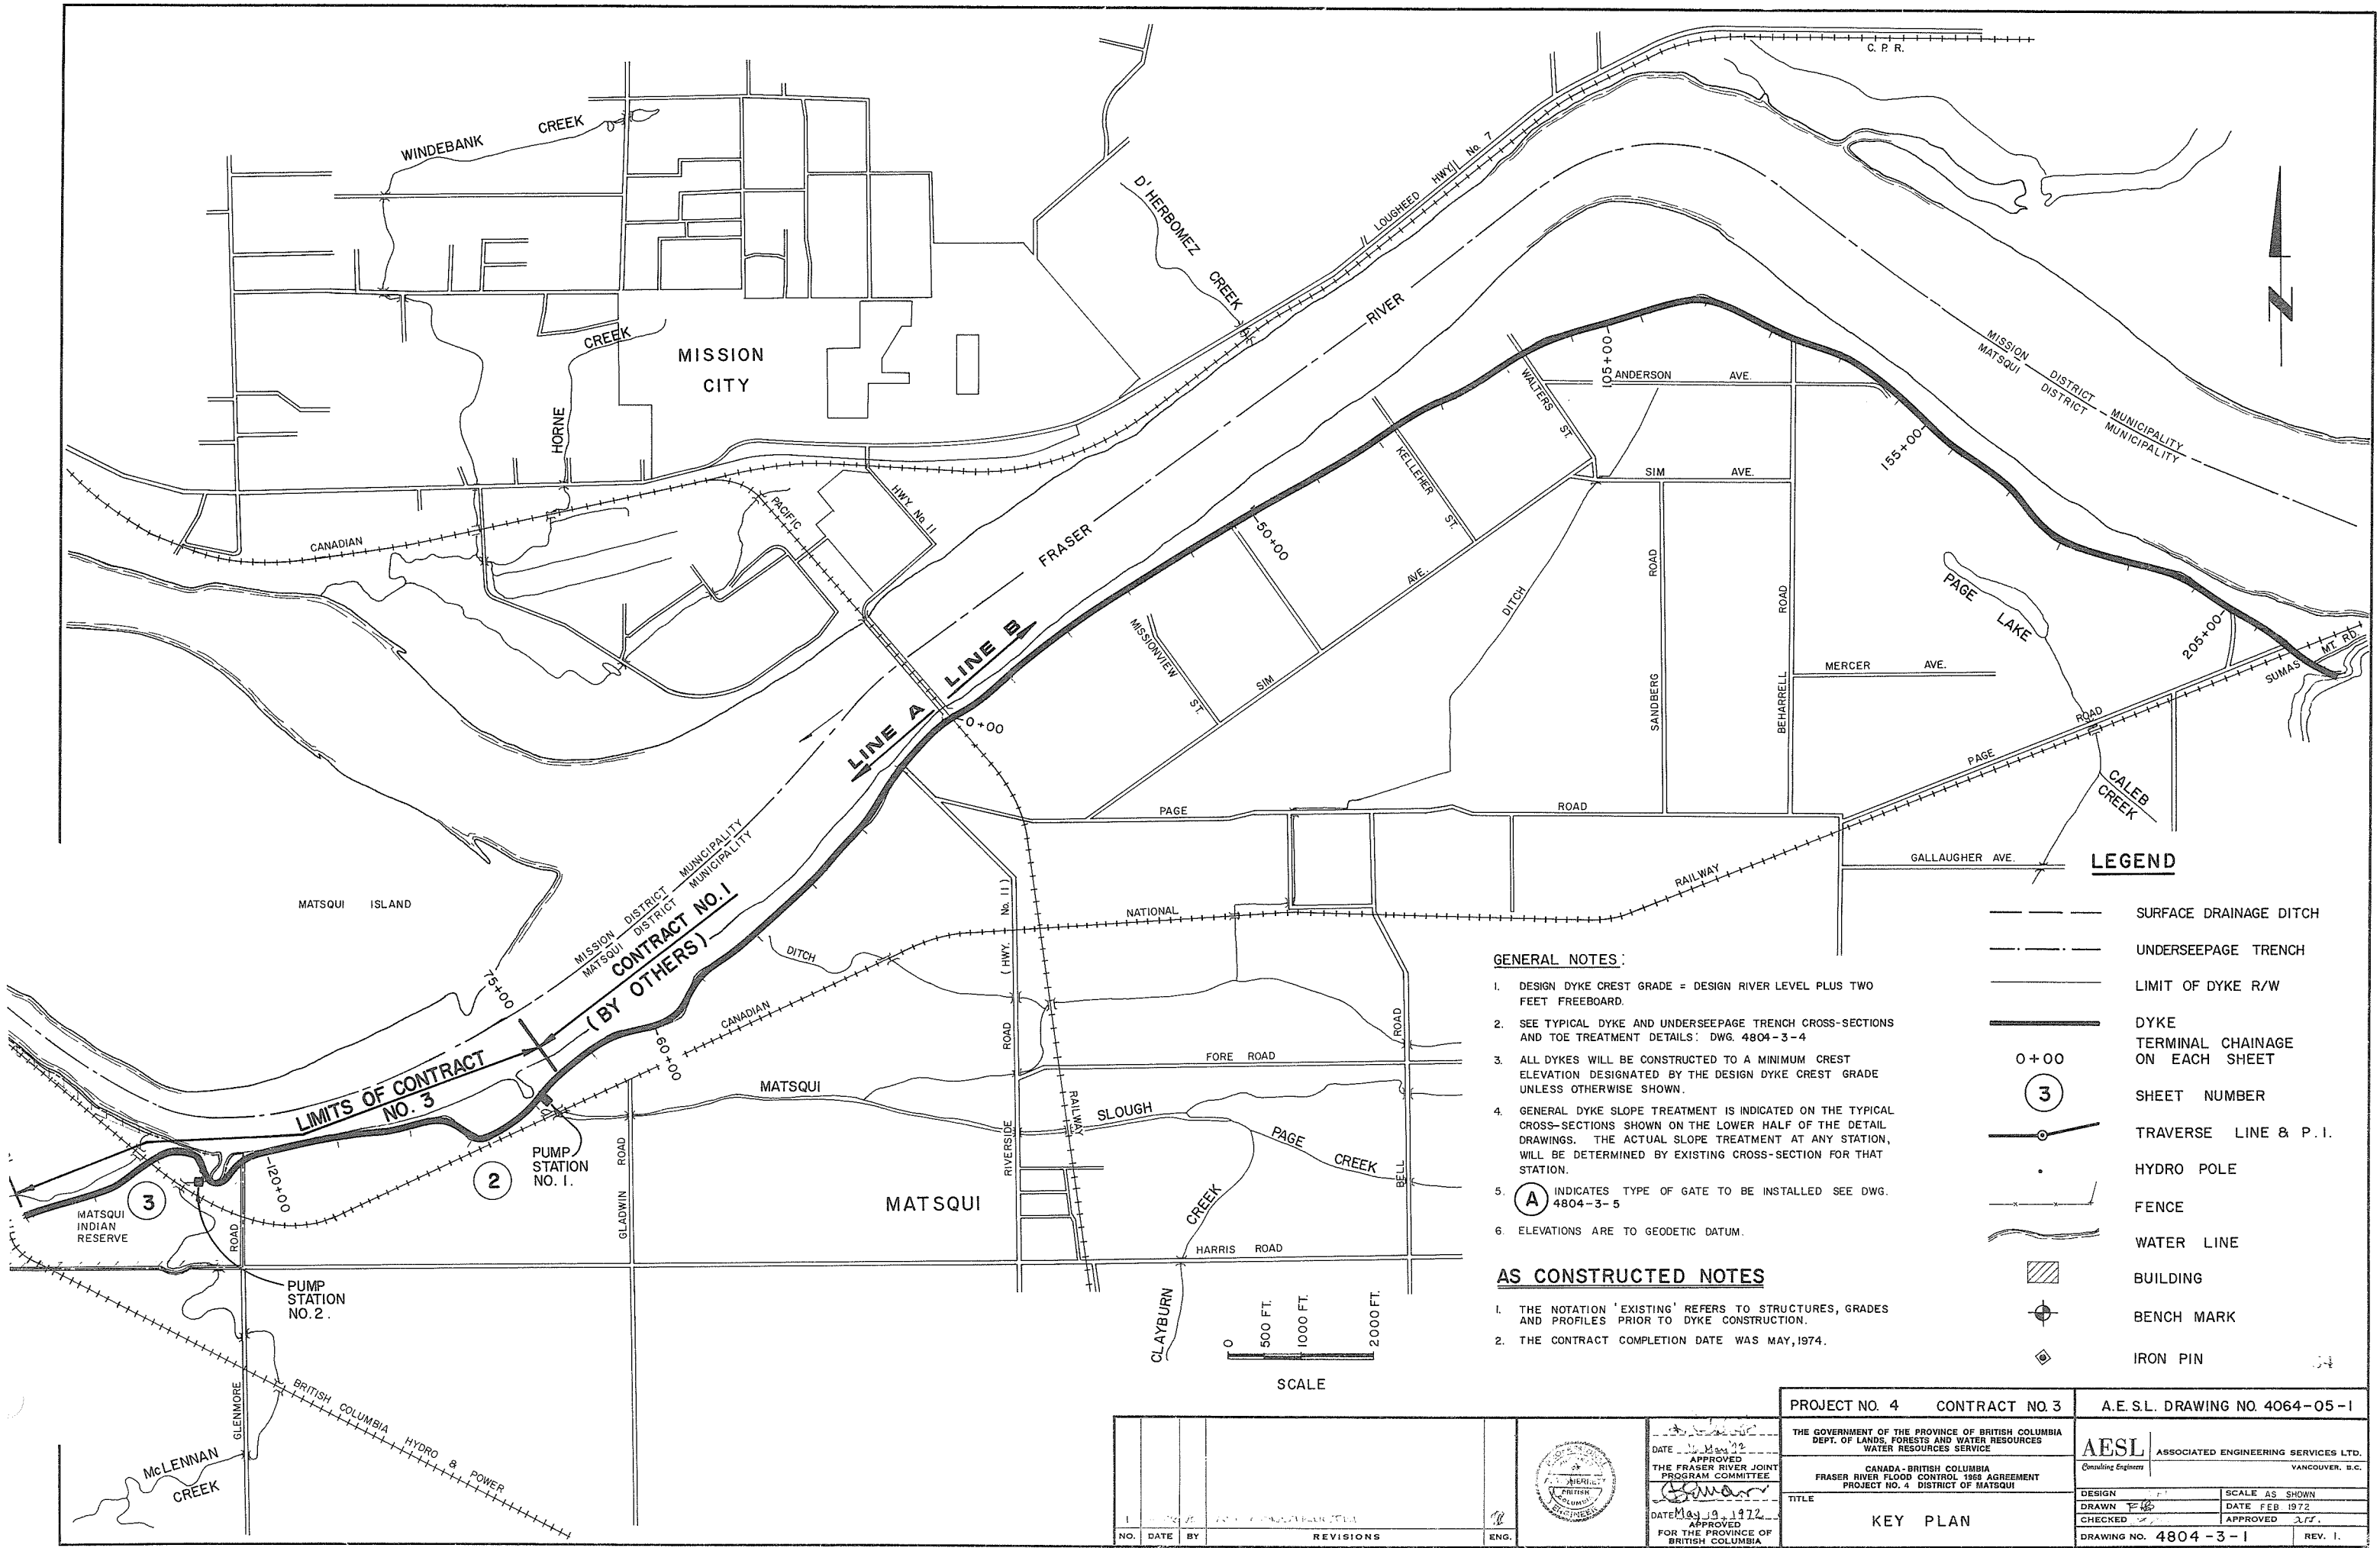 C. P. R.
WINDEBANK CREEK
D'HERBOMEZ CREEK
LOUGHEED HWY. No. 7
HORNE CREEK
MISSION
CITY
RIVER
FRASER
CANADIAN
PACIFIC
HWY No 11
MISSION DISTRICT MUNICIPALITY
MATSQUI DISTRICT MUNICIPALITY
105+00
ANDERSON AVE.
WALTERS ST.
KELLEHER ST.
155+00
SIM AVE.
50+00
SIM AVE.
DITCH
MISSIONVIEW ST.
SANDBERG ROAD
BEHARRELL ROAD
PAGE LAKE
MERCER AVE.
205+00
SUMAS MT. RD.
LINE B
LINE A
0+00
PAGE ROAD
PAGE ROAD
CALEB
CREEK
GALLAUGHER AVE.
NATIONAL
RAILWAY
MATSQUI ISLAND
MISSION DISTRICT MUNICIPALITY
MATSQUI DISTRICT MUNICIPALITY
CONTRACT NO. 1
(BY OTHERS)
75+00
DITCH
CANADIAN
60+00
RIVERSIDE ROAD (HWY. No. 11)
FORE ROAD
BELL ROAD
LIMITS OF CONTRACT
NO. 3
MATSQUI SLOUGH
RAILWAY
PAGE CREEK
CLAYBURN CREEK
PUMP
STATION
NO. 1.
2
3
120+00
MATSQUI
INDIAN
RESERVE
GLADWIN ROAD
MATSQUI
HARRIS ROAD
PUMP
STATION
NO. 2.
GLENMORE ROAD
BRITISH COLUMBIA HYDRO & POWER
McLENNAN
CREEK
0
500 FT.
1000 FT.
2000 FT.
SCALE
GENERAL NOTES:
1. DESIGN DYKE CREST GRADE = DESIGN RIVER LEVEL PLUS TWO
FEET FREEBOARD.
2. SEE TYPICAL DYKE AND UNDERSEEPAGE TRENCH CROSS-SECTIONS
AND TOE TREATMENT DETAILS: DWG. 4804-3-4
3. ALL DYKES WILL BE CONSTRUCTED TO A MINIMUM CREST
ELEVATION DESIGNATED BY THE DESIGN DYKE CREST GRADE
UNLESS OTHERWISE SHOWN.
4. GENERAL DYKE SLOPE TREATMENT IS INDICATED ON THE TYPICAL
CROSS-SECTIONS SHOWN ON THE LOWER HALF OF THE DETAIL
DRAWINGS. THE ACTUAL SLOPE TREATMENT AT ANY STATION,
WILL BE DETERMINED BY EXISTING CROSS-SECTION FOR THAT
STATION.
5. A INDICATES TYPE OF GATE TO BE INSTALLED SEE DWG.
4804-3-5
6. ELEVATIONS ARE TO GEODETIC DATUM.
AS CONSTRUCTED NOTES
1. THE NOTATION 'EXISTING' REFERS TO STRUCTURES, GRADES
AND PROFILES PRIOR TO DYKE CONSTRUCTION.
2. THE CONTRACT COMPLETION DATE WAS MAY, 1974.
LEGEND
SURFACE DRAINAGE DITCH
UNDERSEEPAGE TRENCH
LIMIT OF DYKE R/W
DYKE
0+00 TERMINAL CHAINAGE
ON EACH SHEET
3 SHEET NUMBER
TRAVERSE LINE & P.I.
HYDRO POLE
FENCE
WATER LINE
BUILDING
BENCH MARK
IRON PIN
PROJECT NO. 4 CONTRACT NO. 3
A.E.S.L. DRAWING NO. 4064-05-1
THE GOVERNMENT OF THE PROVINCE OF BRITISH COLUMBIA
DEPT. OF LANDS, FORESTS AND WATER RESOURCES
WATER RESOURCES SERVICE
CANADA - BRITISH COLUMBIA
FRASER RIVER FLOOD CONTROL 1968 AGREEMENT
PROJECT NO. 4 DISTRICT OF MATSQUI
TITLE
KEY PLAN
AESL
Consulting Engineers
ASSOCIATED ENGINEERING SERVICES LTD.
VANCOUVER, B.C.
DESIGN
SCALE AS SHOWN
DRAWN
DATE FEB 1972
CHECKED
APPROVED
DRAWING NO. 4804-3-1
REV. 1.
DATE May '72
APPROVED
THE FRASER RIVER JOINT
PROGRAM COMMITTEE
DATE May 19, 1972
APPROVED
FOR THE PROVINCE OF
BRITISH COLUMBIA
BRITISH
COLUMBIA
ENGINEER
1
NO. DATE BY REVISIONS ENG.